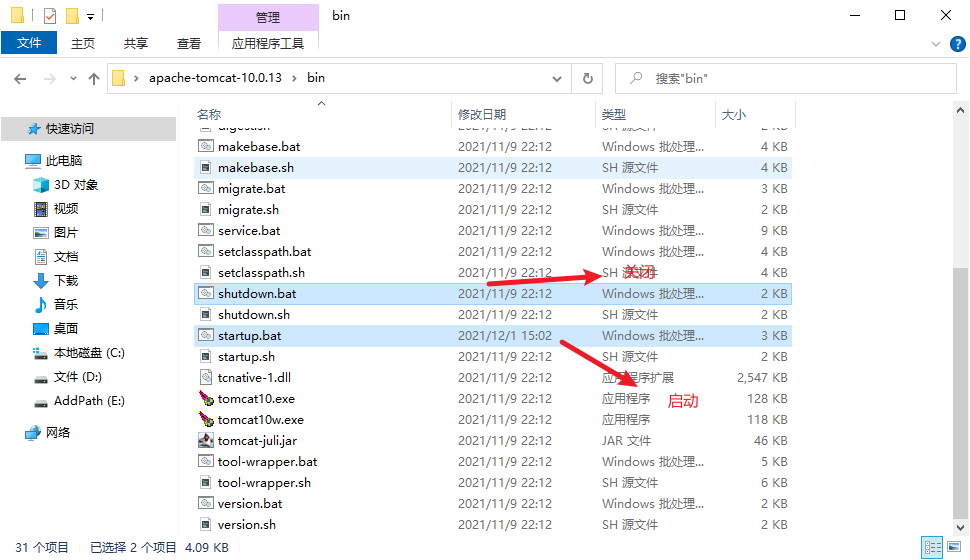 管理
bin
文件
主页
共享
查看
应用程序工具
apache-tomcat-10.0.13
bin
搜索"bin"
快速访问
此电脑
3D 对象
视频
图片
文档
下载
音乐
桌面
本地磁盘 (C:)
文件 (D:)
AddPath (E:)
网络
名称 修改日期 类型 大小
digest.sh 2021/11/9 22:12 SH 源文件 2 KB
makebase.bat 2021/11/9 22:12 Windows 批处理... 4 KB
makebase.sh 2021/11/9 22:12 SH 源文件 4 KB
migrate.bat 2021/11/9 22:12 Windows 批处理... 3 KB
migrate.sh 2021/11/9 22:12 SH 源文件 2 KB
service.bat 2021/11/9 22:12 Windows 批处理... 9 KB
setclasspath.bat 2021/11/9 22:12 Windows 批处理... 4 KB
setclasspath.sh 2021/11/9 22:12 SH 源文件 4 KB
关闭
shutdown.bat 2021/11/9 22:12 Windows 批处理... 2 KB
shutdown.sh 2021/11/9 22:12 SH 源文件 2 KB
startup.bat 2021/12/1 15:02 Windows 批处理... 3 KB
startup.sh 2021/11/9 22:12 SH 源文件 2 KB
tcnative-1.dll 2021/11/9 22:12 应用程序扩展 2,547 KB
tomcat10.exe 2021/11/9 22:12 应用程序 128 KB
启动
tomcat10w.exe 2021/11/9 22:12 应用程序 118 KB
tomcat-juli.jar 2021/11/9 22:12 JAR 文件 46 KB
tool-wrapper.bat 2021/11/9 22:12 Windows 批处理... 5 KB
tool-wrapper.sh 2021/11/9 22:12 SH 源文件 6 KB
version.bat 2021/11/9 22:12 Windows 批处理... 2 KB
version.sh 2021/11/9 22:12 SH 源文件 2 KB
31 个项目 已选择 2 个项目 4.09 KB